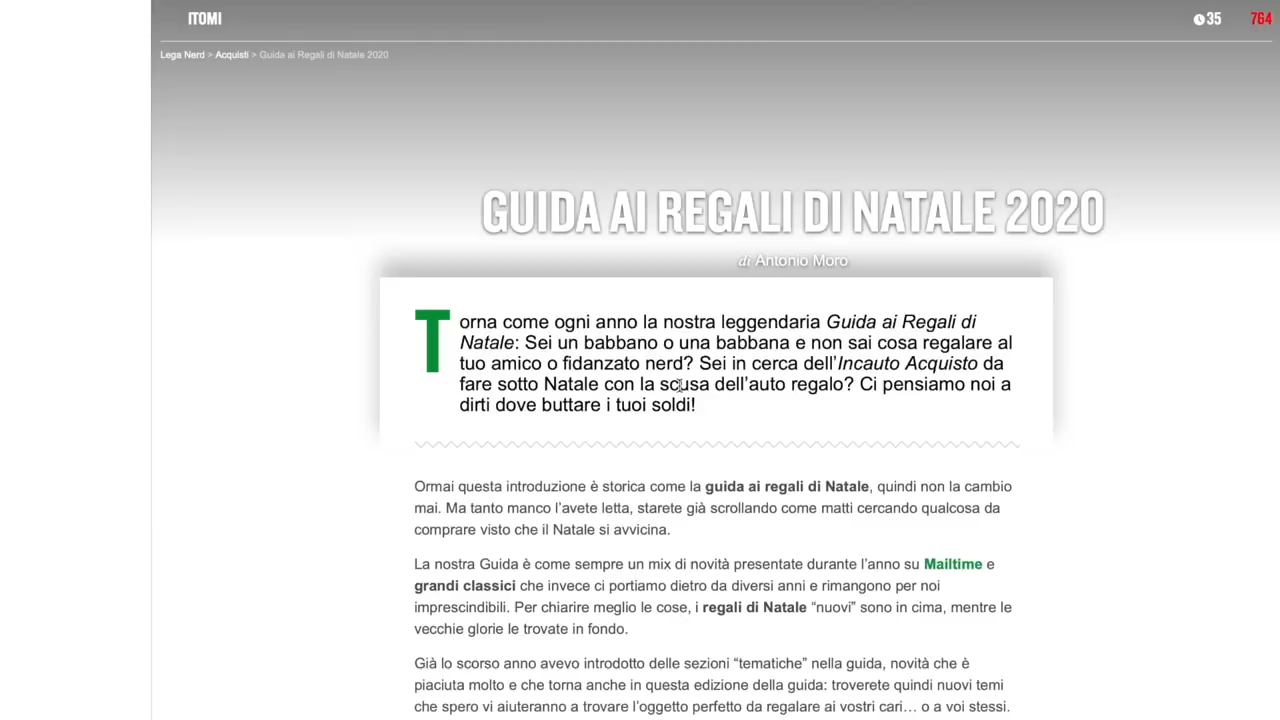 ITOMI
35
764
Lega Nerd > Acquisti > Guida ai Regali di Natale 2020
GUIDA AI REGALI DI NATALE 2020
di Antonio Moro
Torna come ogni anno la nostra leggendaria Guida ai Regali di
Natale: Sei un babbano o una babbana e non sai cosa regalare al
tuo amico o fidanzato nerd? Sei in cerca dell’Incauto Acquisto da
fare sotto Natale con la scusa dell’auto regalo? Ci pensiamo noi a
dirti dove buttare i tuoi soldi!
Ormai questa introduzione è storica come la guida ai regali di Natale, quindi non la cambio
mai. Ma tanto manco l’avete letta, starete già scrollando come matti cercando qualcosa da
comprare visto che il Natale si avvicina.
La nostra Guida è come sempre un mix di novità presentate durante l’anno su Mailtime e
grandi classici che invece ci portiamo dietro da diversi anni e rimangono per noi
imprescindibili. Per chiarire meglio le cose, i regali di Natale “nuovi” sono in cima, mentre le
vecchie glorie le trovate in fondo.
Già lo scorso anno avevo introdotto delle sezioni “tematiche” nella guida, novità che è
piaciuta molto e che torna anche in questa edizione della guida: troverete quindi nuovi temi
che spero vi aiuteranno a trovare l’oggetto perfetto da regalare ai vostri cari… o a voi stessi.